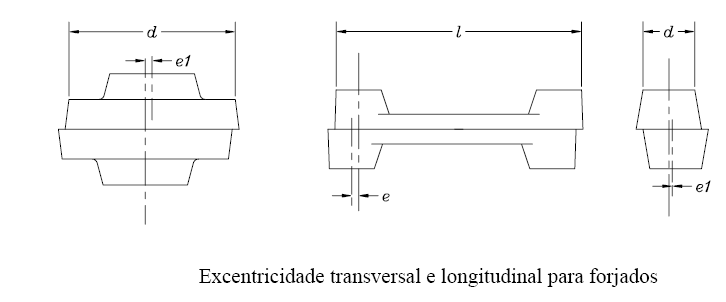 d
l
d
e1
e
e1
Excentricidade transversal e longitudinal para forjados